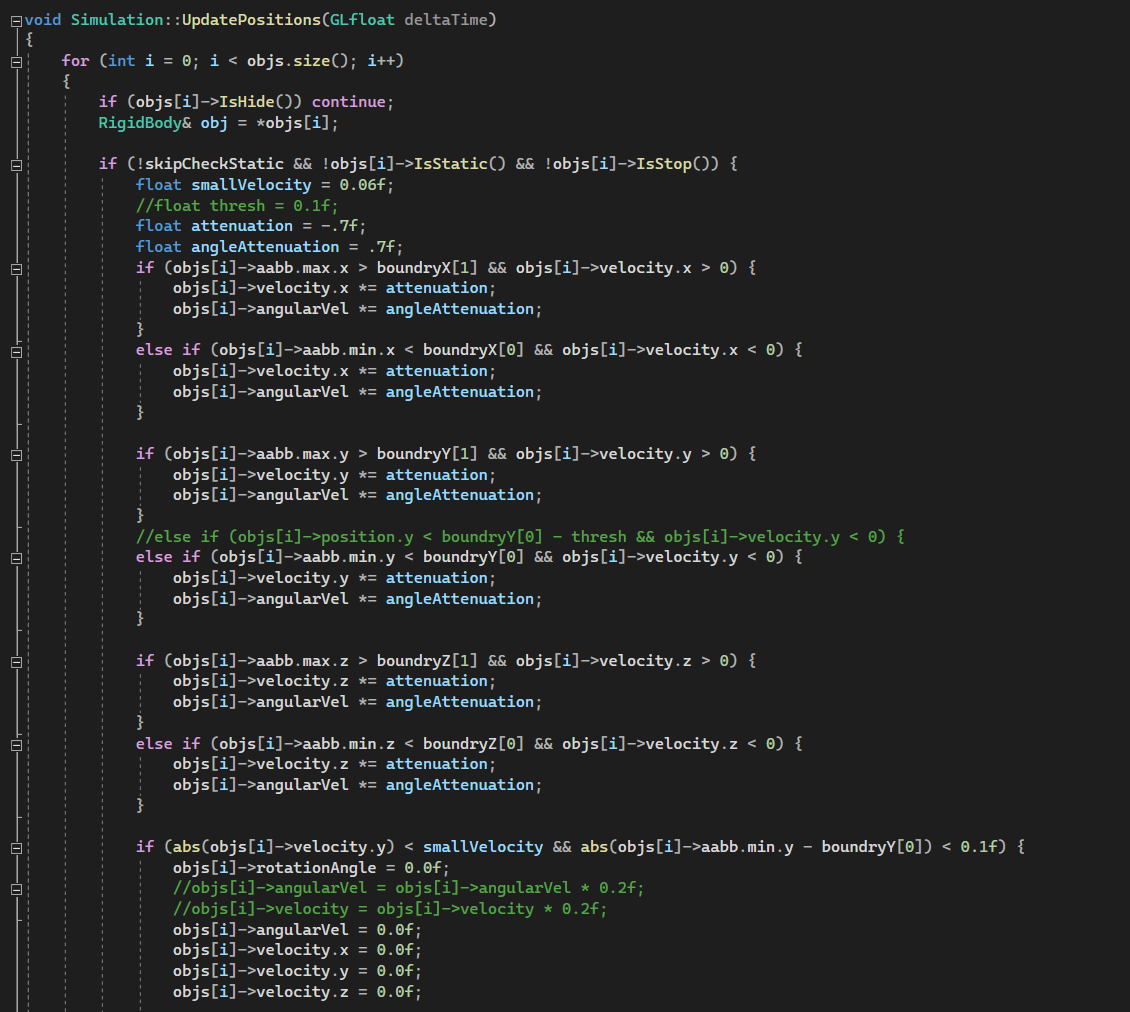 void Simulation::UpdatePositions(GLfloat deltaTime)
{
    for (int i = 0; i < objs.size(); i++)
    {
        if (objs[i]->IsHide()) continue;
        RigidBody& obj = *objs[i];

        if (!skipCheckStatic && !objs[i]->IsStatic() && !objs[i]->IsStop()) {
            float smallVelocity = 0.06f;
            //float thresh = 0.1f;
            float attenuation = -.7f;
            float angleAttenuation = .7f;
            if (objs[i]->aabb.max.x > boundryX[1] && objs[i]->velocity.x > 0) {
                objs[i]->velocity.x *= attenuation;
                objs[i]->angularVel *= angleAttenuation;
            }
            else if (objs[i]->aabb.min.x < boundryX[0] && objs[i]->velocity.x < 0) {
                objs[i]->velocity.x *= attenuation;
                objs[i]->angularVel *= angleAttenuation;
            }

            if (objs[i]->aabb.max.y > boundryY[1] && objs[i]->velocity.y > 0) {
                objs[i]->velocity.y *= attenuation;
                objs[i]->angularVel *= angleAttenuation;
            }
            //else if (objs[i]->position.y < boundryY[0] - thresh && objs[i]->velocity.y < 0) {
            else if (objs[i]->aabb.min.y < boundryY[0] && objs[i]->velocity.y < 0) {
                objs[i]->velocity.y *= attenuation;
                objs[i]->angularVel *= angleAttenuation;
            }

            if (objs[i]->aabb.max.z > boundryZ[1] && objs[i]->velocity.z > 0) {
                objs[i]->velocity.z *= attenuation;
                objs[i]->angularVel *= angleAttenuation;
            }
            else if (objs[i]->aabb.min.z < boundryZ[0] && objs[i]->velocity.z < 0) {
                objs[i]->velocity.z *= attenuation;
                objs[i]->angularVel *= angleAttenuation;
            }

            if (abs(objs[i]->velocity.y) < smallVelocity && abs(objs[i]->aabb.min.y - boundryY[0]) < 0.1f) {
                objs[i]->rotationAngle = 0.0f;
                //objs[i]->angularVel = objs[i]->angularVel * 0.2f;
                //objs[i]->velocity = objs[i]->velocity * 0.2f;
                objs[i]->angularVel = 0.0f;
                objs[i]->velocity.x = 0.0f;
                objs[i]->velocity.y = 0.0f;
                objs[i]->velocity.z = 0.0f;